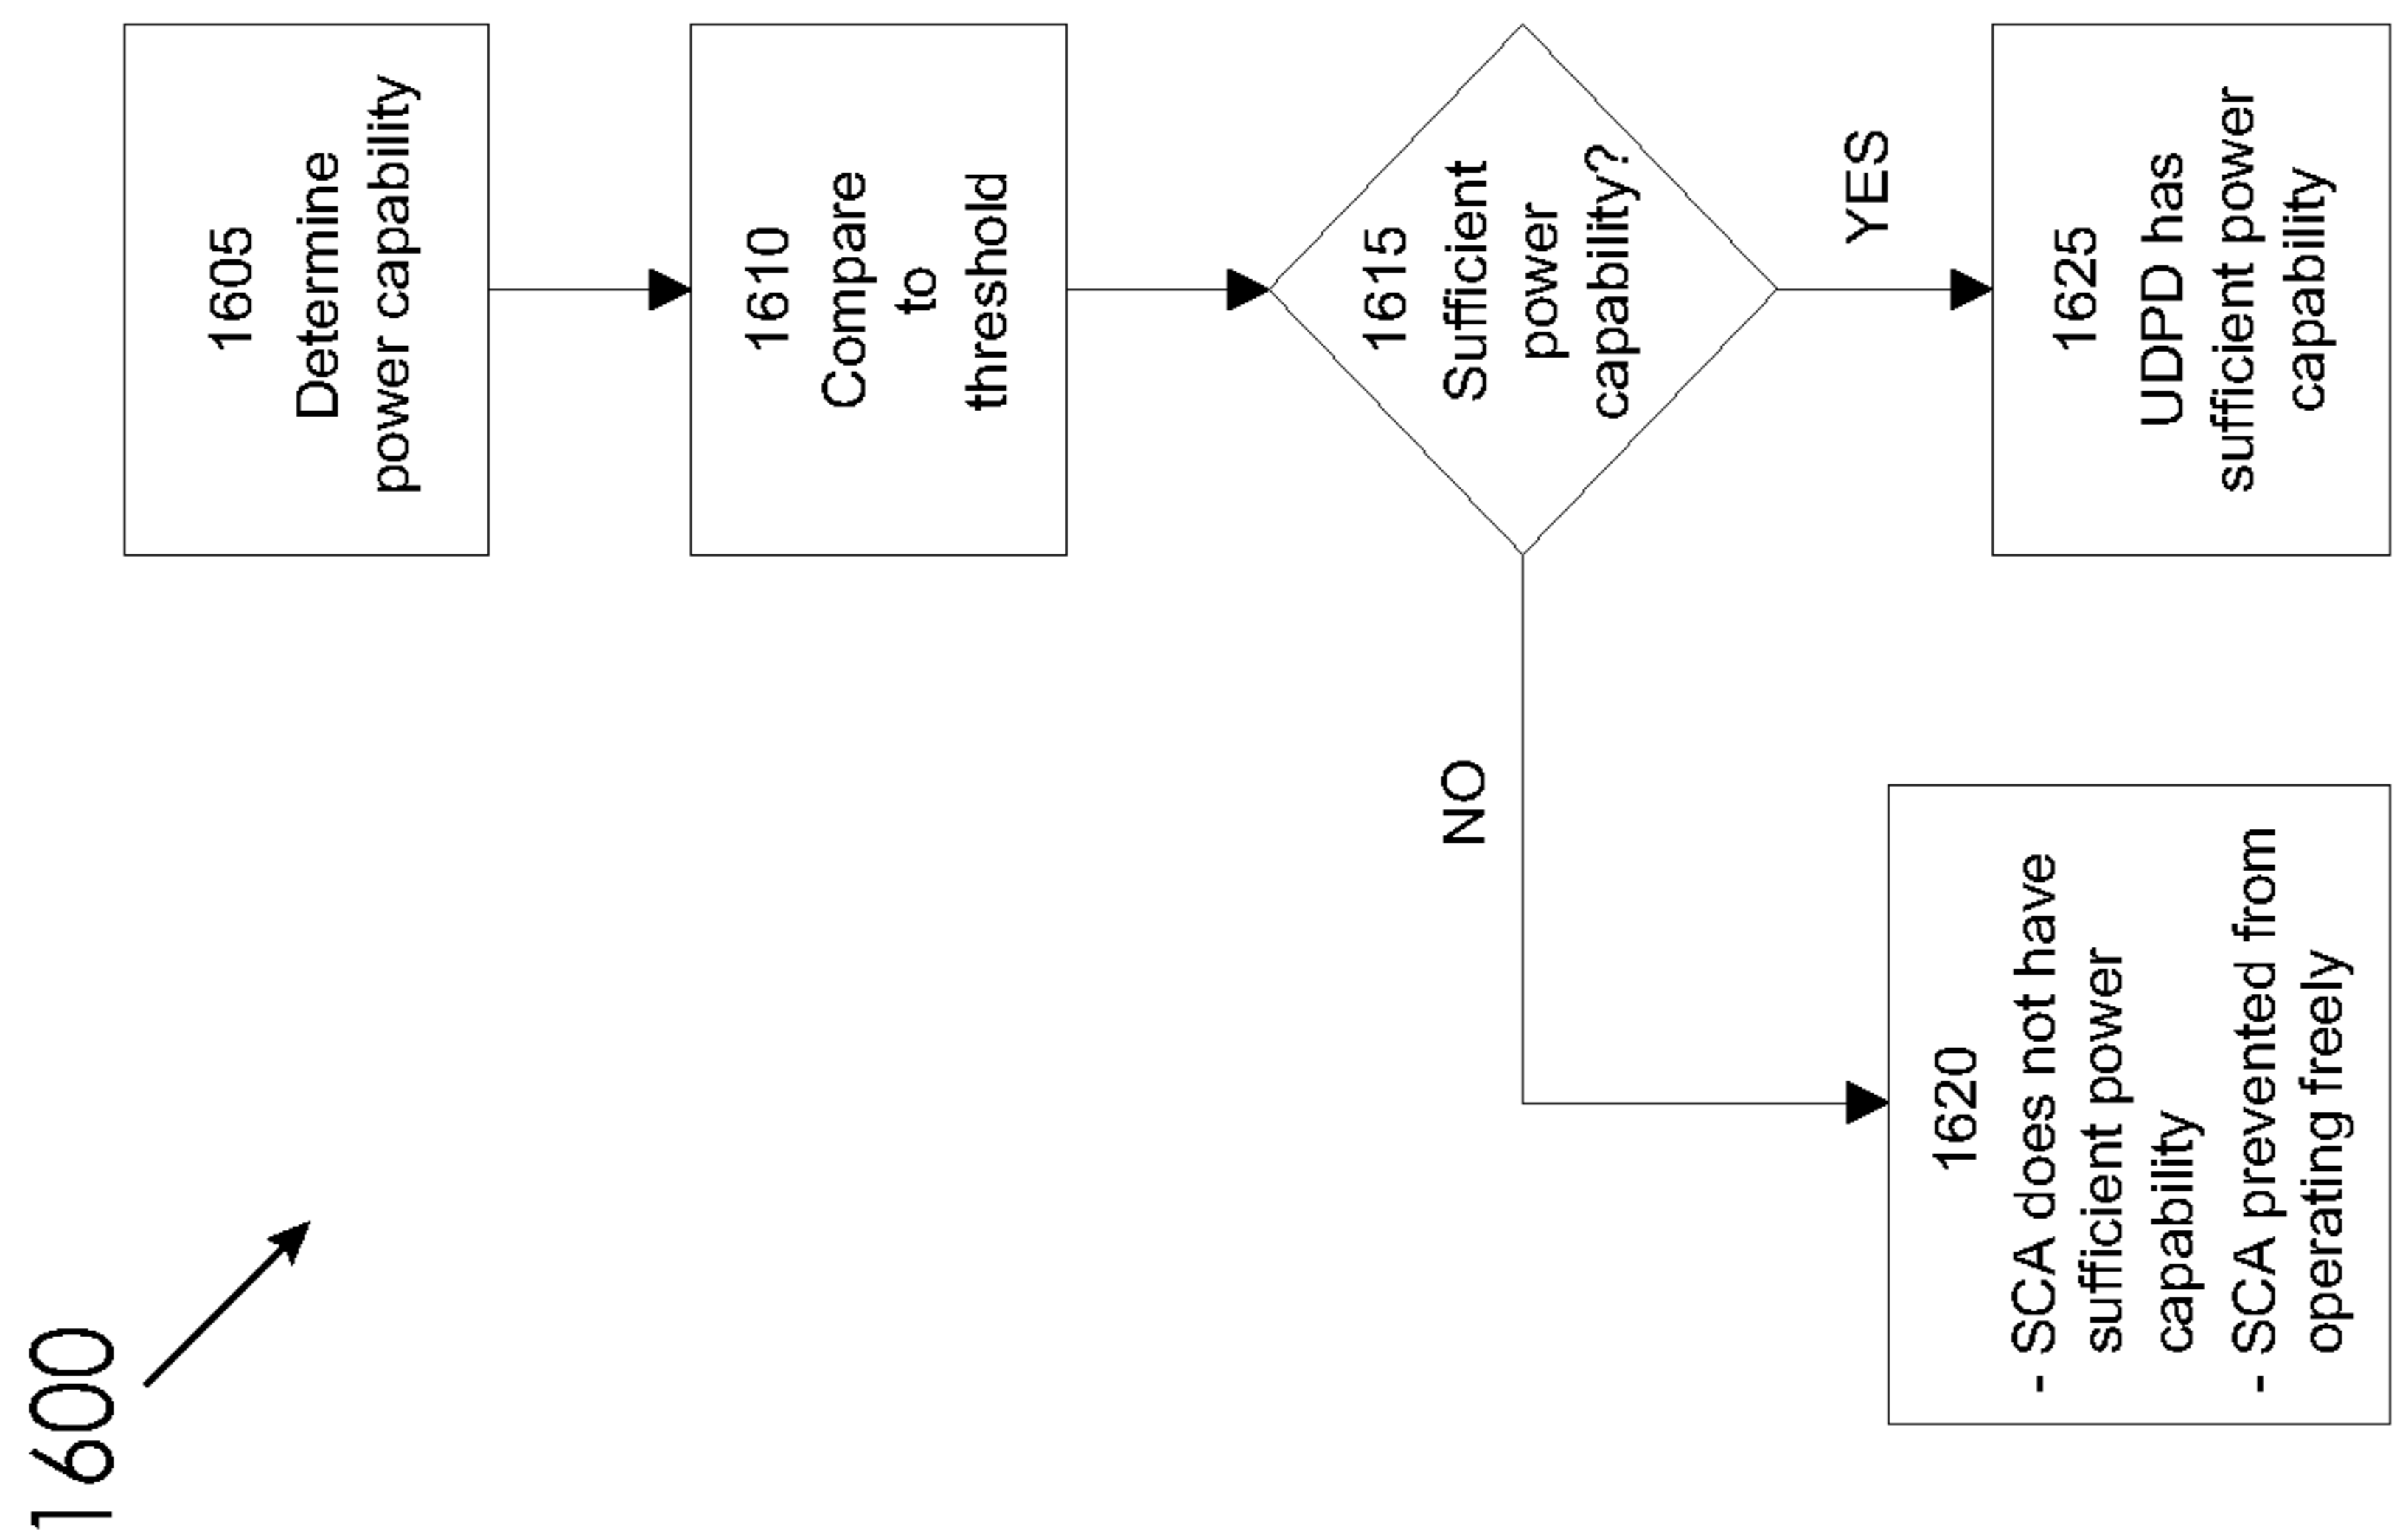 1600
1605
Determine
power capability
1610
Compare
to
threshold
1615
Sufficient
power
capability?
NO
YES
1620
- SCA does not have
sufficient power
capability
- SCA prevented from
operating freely
1625
UDPD has
sufficient power
capability